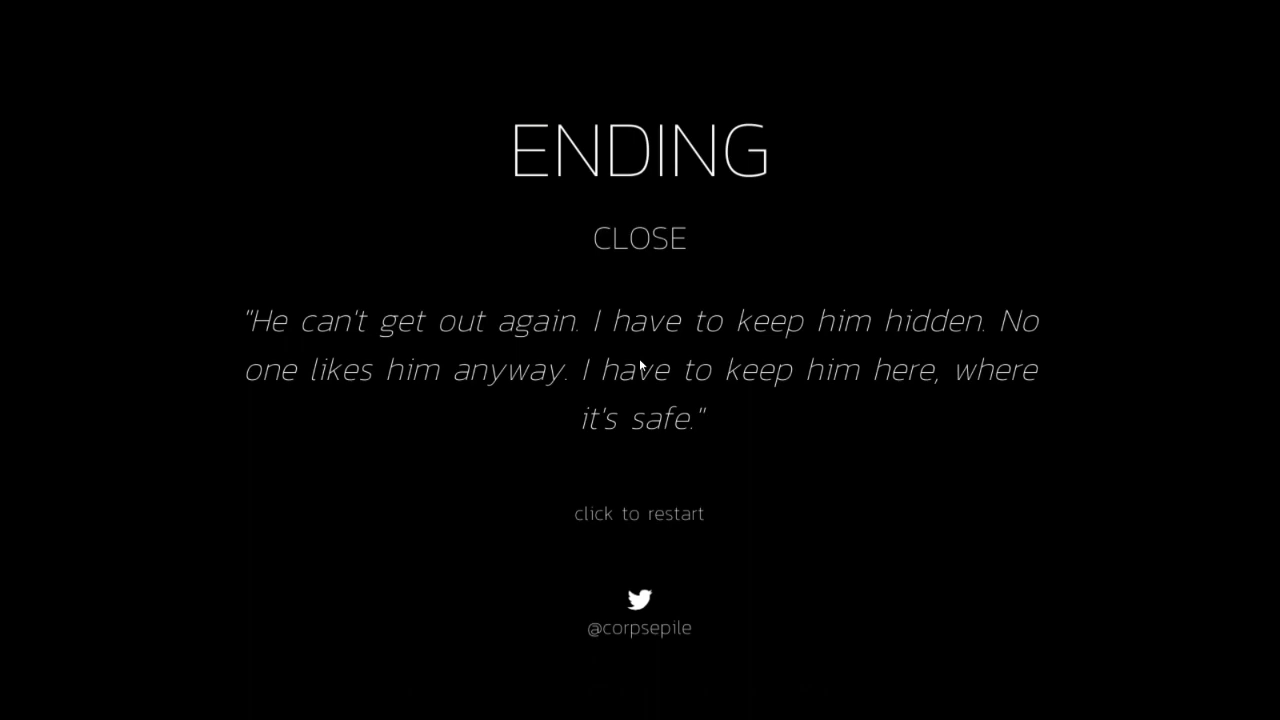 ENDING
CLOSE
"He can't get out again. I have to keep him hidden. No
one likes him anyway. I have to keep him here, where
it's safe."
click to restart
@corpsepile